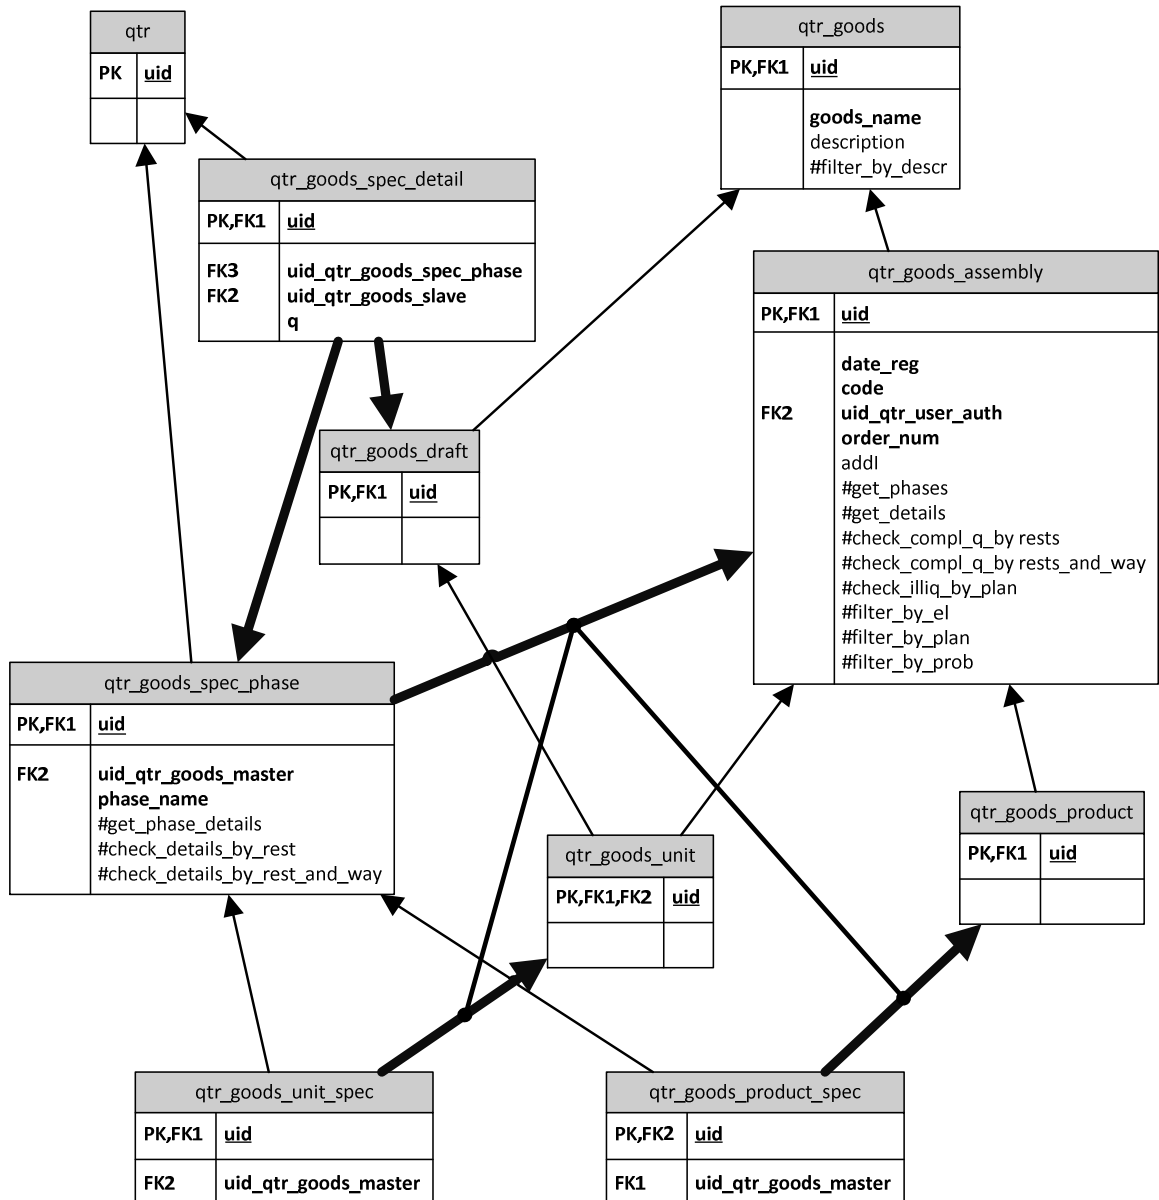 qtr
PK uid
qtr_goods
PK,FK1 uid
goods_name
description
#filter_by_descr
qtr_goods_spec_detail
PK,FK1 uid
FK3 uid_qtr_goods_spec_phase
FK2 uid_qtr_goods_slave
q
qtr_goods_assembly
PK,FK1 uid
date_reg
code
FK2 uid_qtr_user_auth
order_num
addl
#get_phases
#get_details
#check_compl_q_by rests
#check_compl_q_by rests_and_way
#check_illiq_by_plan
#filter_by_el
#filter_by_plan
#filter_by_prob
qtr_goods_draft
PK,FK1 uid
qtr_goods_spec_phase
PK,FK1 uid
FK2 uid_qtr_goods_master
phase_name
#get_phase_details
#check_details_by_rest
#check_details_by_rest_and_way
qtr_goods_unit
PK,FK1,FK2 uid
qtr_goods_product
PK,FK1 uid
qtr_goods_unit_spec
PK,FK1 uid
FK2 uid_qtr_goods_master
qtr_goods_product_spec
PK,FK2 uid
FK1 uid_qtr_goods_master